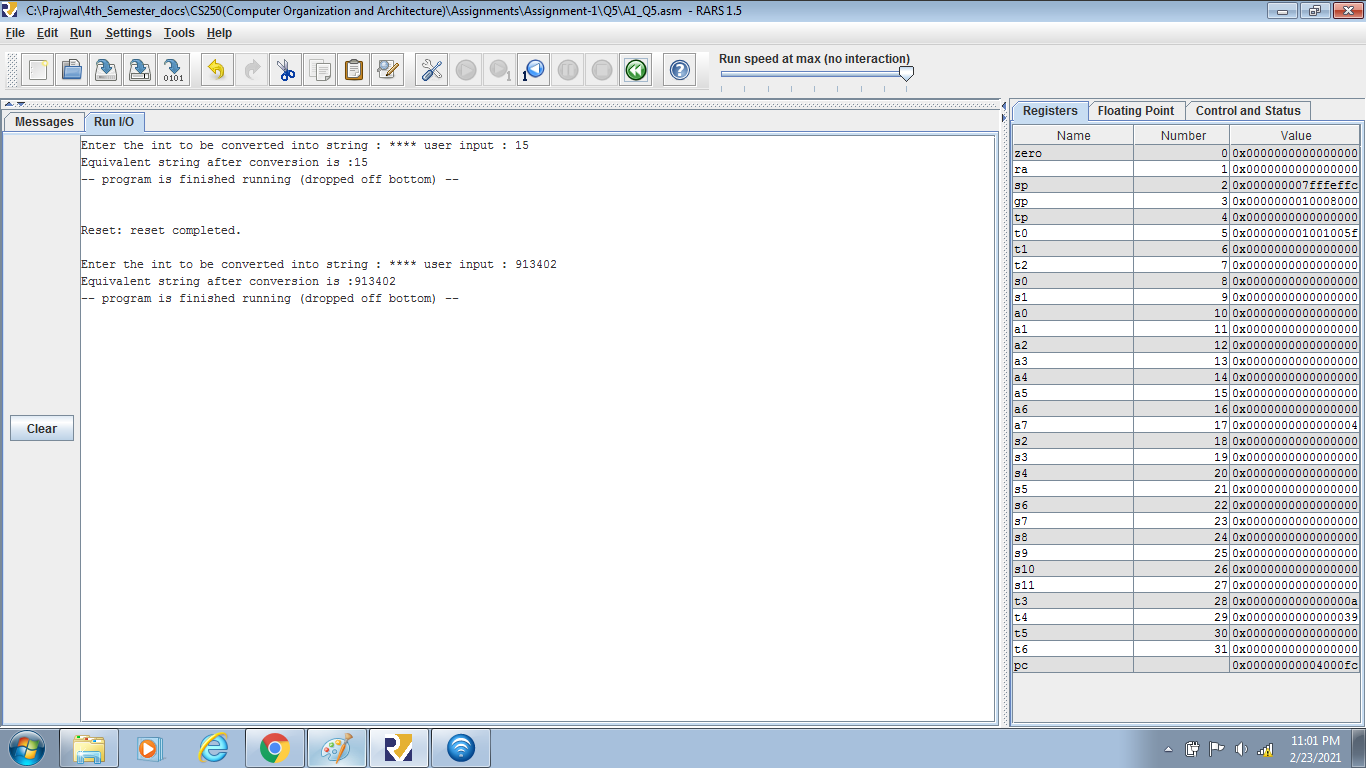 C:\Prajwal\4th_Semester_docs\CS250(Computer Organization and Architecture)\Assignments\Assignment-1\Q5\A1_Q5.asm - RARS 1.5
File Edit Run Settings Tools Help
0101
1
1
Run speed at max (no interaction)
Messages Run I/O
Enter the int to be converted into string : **** user input : 15
Equivalent string after conversion is :15
-- program is finished running (dropped off bottom) --
Reset: reset completed.
Enter the int to be converted into string : **** user input : 913402
Equivalent string after conversion is :913402
-- program is finished running (dropped off bottom) --
Clear
Registers Floating Point Control and Status
Name Number Value
zero 0 0x0000000000000000
ra 1 0x0000000000000000
sp 2 0x000000007fffeffc
gp 3 0x0000000010008000
tp 4 0x0000000000000000
t0 5 0x000000001001005f
t1 6 0x0000000000000000
t2 7 0x0000000000000000
s0 8 0x0000000000000000
s1 9 0x0000000000000000
a0 10 0x0000000000000000
a1 11 0x0000000000000000
a2 12 0x0000000000000000
a3 13 0x0000000000000000
a4 14 0x0000000000000000
a5 15 0x0000000000000000
a6 16 0x0000000000000000
a7 17 0x0000000000000004
s2 18 0x0000000000000000
s3 19 0x0000000000000000
s4 20 0x0000000000000000
s5 21 0x0000000000000000
s6 22 0x0000000000000000
s7 23 0x0000000000000000
s8 24 0x0000000000000000
s9 25 0x0000000000000000
s10 26 0x0000000000000000
s11 27 0x0000000000000000
t3 28 0x000000000000000a
t4 29 0x0000000000000039
t5 30 0x0000000000000000
t6 31 0x0000000000000000
pc 0x00000000004000fc
11:01 PM
2/23/2021